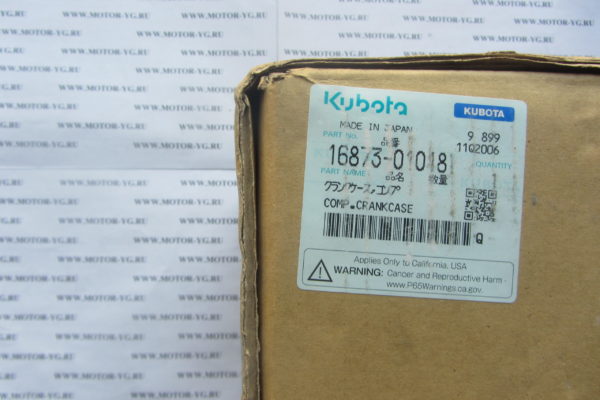 WWW.MOTOR-YG.RU
Kubota
KUBOTA
MADE IN JAPAN
9 899
PART NO.
品番
11Q2006
16873-01018
QUANTITY
PART NAME
品名
数量
1
クランクケース,コンプ
COMP.CRANKCASE
Q
Applies Only to California, USA
WARNING: Cancer and Reproductive Harm -
www.P65Warnings.ca.gov.